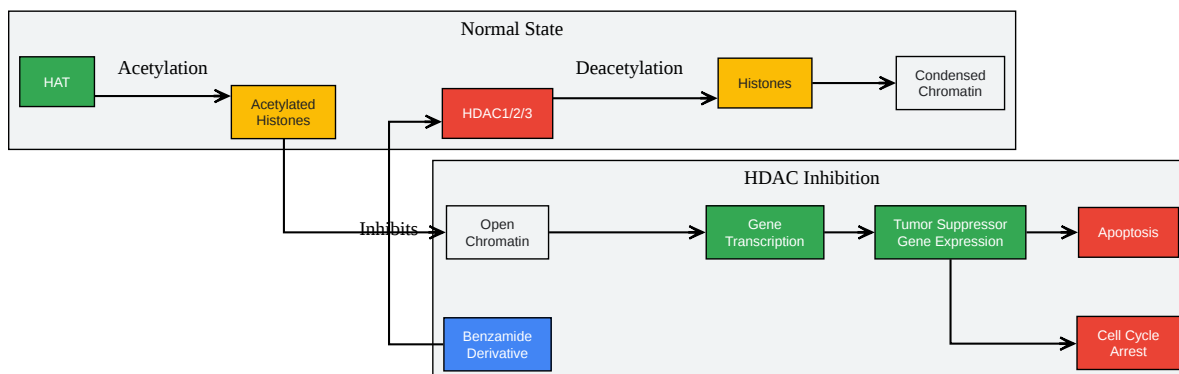 Normal State
HAT
Acetylation
Acetylated
Histones
HDAC1/2/3
Deacetylation
Histones
Condensed
Chromatin
HDAC Inhibition
Inhibits
Open
Chromatin
Gene
Transcription
Tumor Suppressor
Gene Expression
Apoptosis
Benzamide
Derivative
Cell Cycle
Arrest